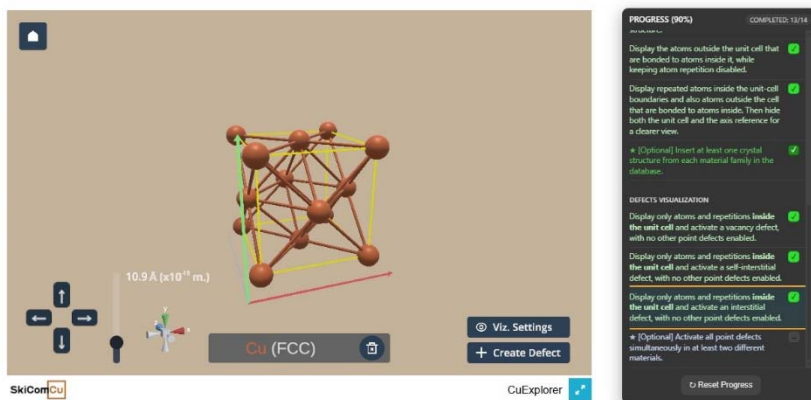 10.9 Å (x10⁻¹⁰ m.)
Cu (FCC)
Viz. Settings
+ Create Defect
SkiComCu
CuExplorer
PROGRESS (90%)
COMPLETED: 13/14
structure.
Display the atoms outside the unit cell that
are bonded to atoms inside it, while
keeping atom repetition disabled.
Display repeated atoms inside the unit-cell
boundaries and also atoms outside the cell
that are bonded to atoms inside. Then hide
both the unit cell and the axis reference for
a clearer view.
★ [Optional] Insert at least one crystal
structure from each material family in the
database.
DEFECTS VISUALIZATION
Display only atoms and repetitions inside
the unit cell and activate a vacancy defect,
with no other point defects enabled.
Display only atoms and repetitions inside
the unit cell and activate a self-interstitial
defect, with no other point defects enabled.
Display only atoms and repetitions inside
the unit cell and activate an interstitial
defect, with no other point defects enabled.
★ [Optional] Activate all point defects
simultaneously in at least two different
materials.
↻ Reset Progress